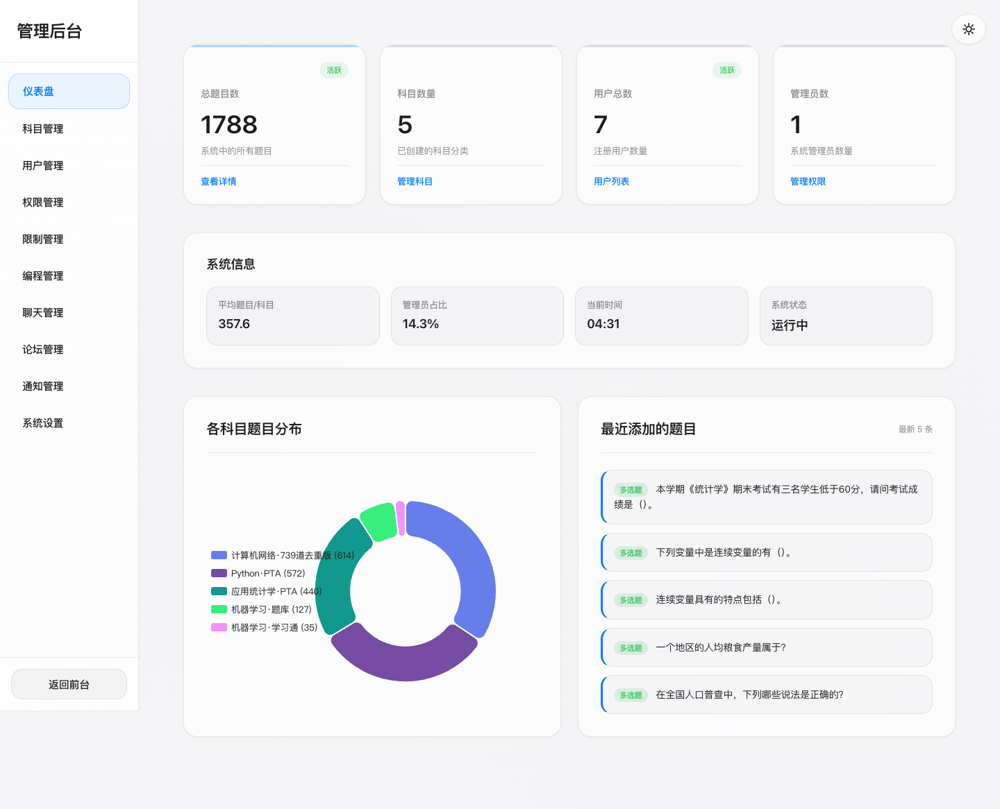 管理后台
仪表盘
科目管理
用户管理
权限管理
限制管理
编程管理
聊天管理
论坛管理
通知管理
系统设置
返回前台
活跃
总题目数
1788
系统中的所有题目
查看详情
科目数量
5
已创建的科目分类
管理科目
活跃
用户总数
7
注册用户数量
用户列表
管理员数
1
系统管理员数量
管理权限
系统信息
平均题目/科目
357.6
管理员占比
14.3%
当前时间
04:31
系统状态
运行中
各科目题目分布
计算机网络·739道去重版 (614)
Python·PTA (572)
应用统计学·PTA (440)
机器学习·题库 (127)
机器学习·学习通 (35)
最近添加的题目
最新 5 条
多选题 本学期《统计学》期末考试有三名学生低于60分，请问考试成
绩是（）。
多选题 下列变量中是连续变量的有（）。
多选题 连续变量具有的特点包括（）。
多选题 一个地区的人均粮食产量属于?
多选题 在全国人口普查中，下列哪些说法是正确的?